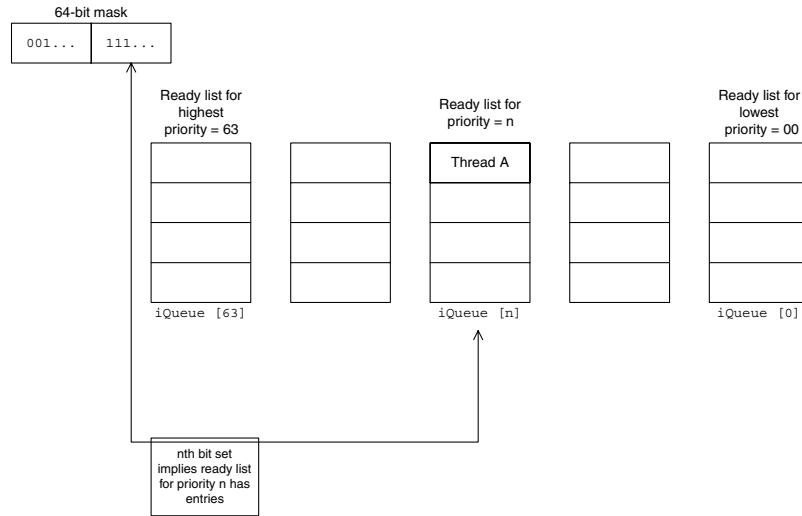 64-bit mask
001... 111...
Ready list for
highest
priority = 63
Ready list for
priority = n
Ready list for
lowest
priority = 00
Thread A
iQueue [63]
iQueue [n]
iQueue [0]
nth bit set
implies ready list
for priority n has
entries